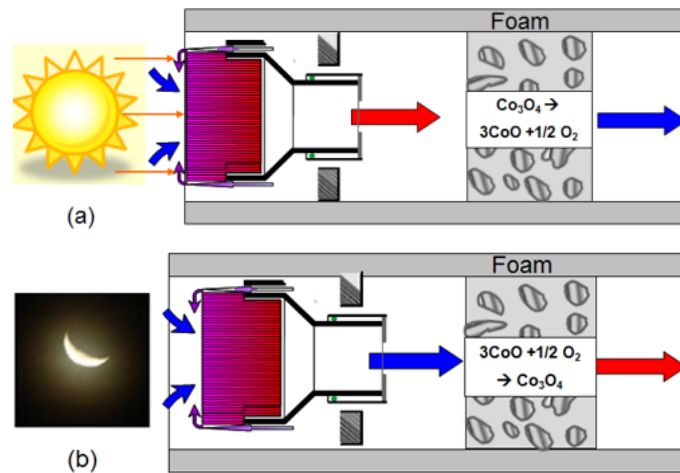 Foam
Co₃O₄ →
3CoO +1/2 O₂
(a)
Foam
3CoO +1/2 O₂
→ Co₃O₄
(b)